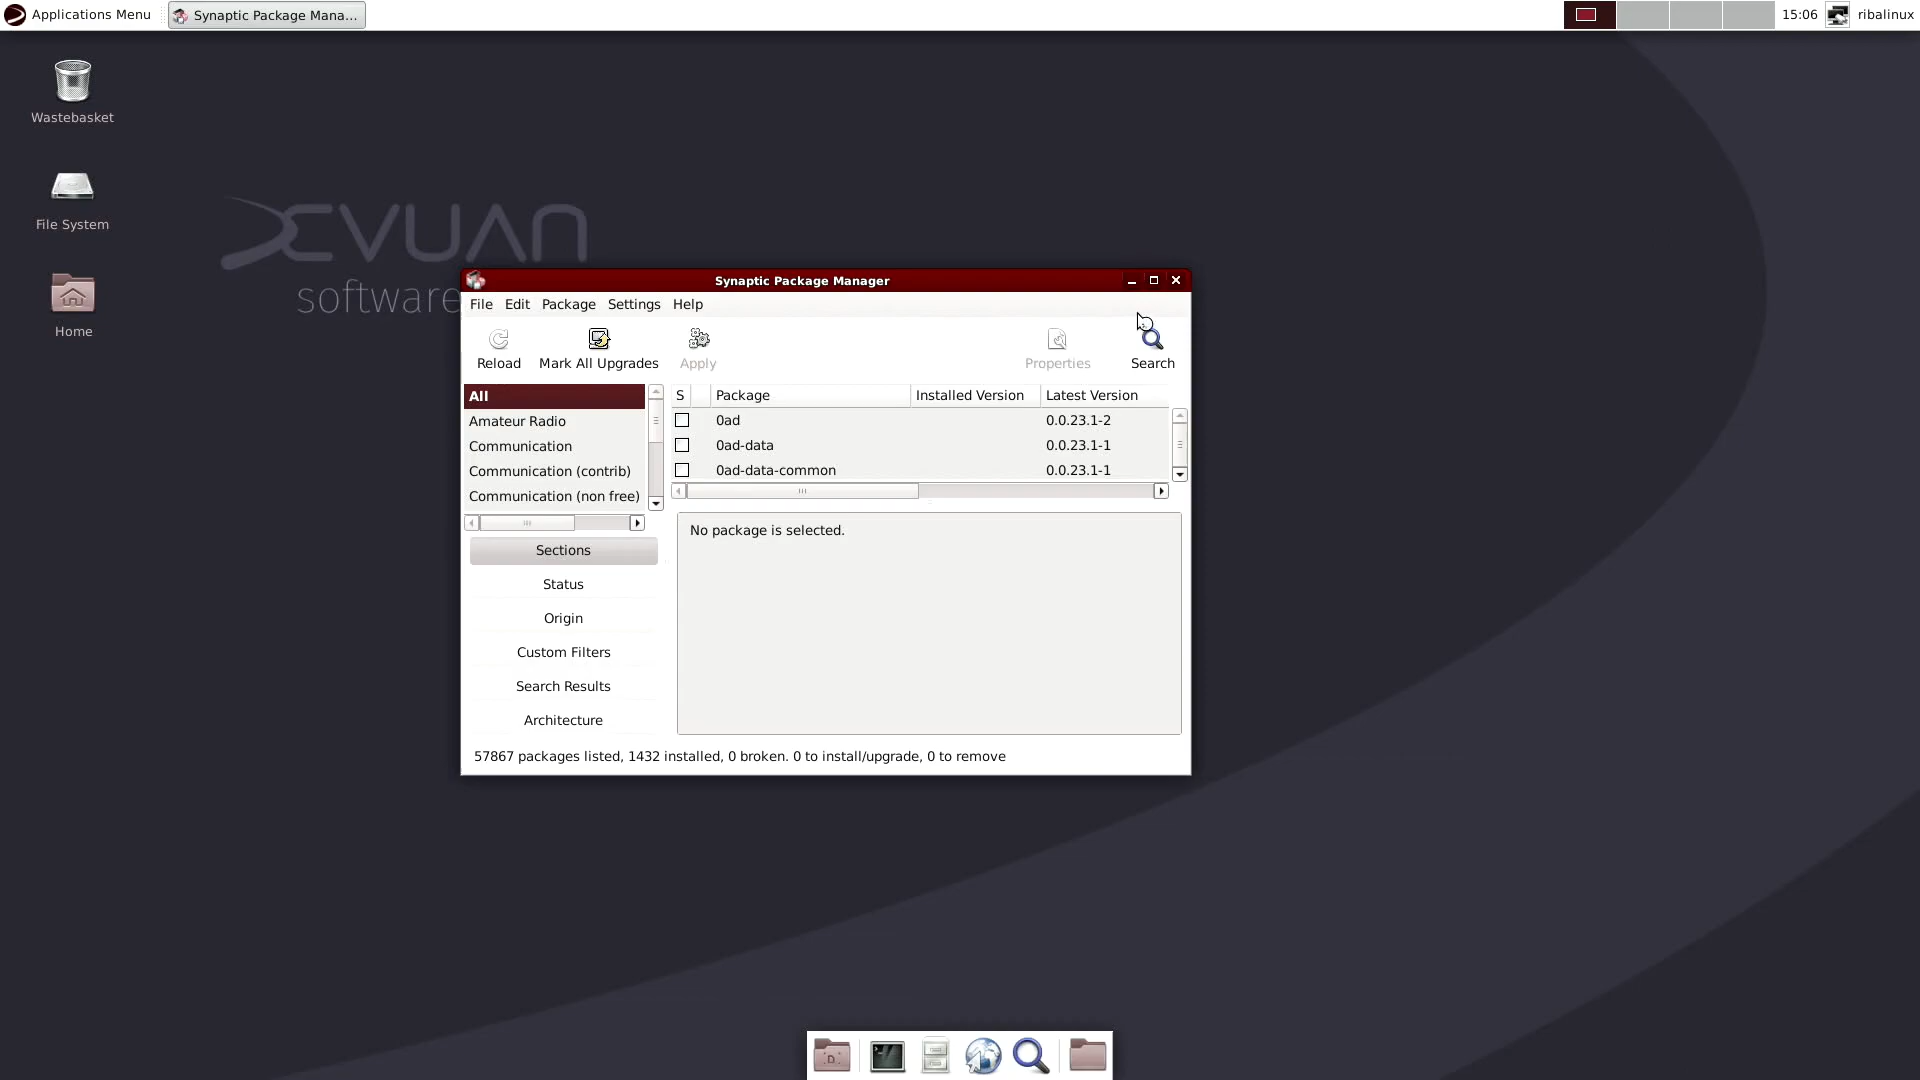 Applications Menu
Synaptic Package Mana...
15:06
ribalinux
Wastebasket
File System
Home
DEVUAN
software
Synaptic Package Manager
File Edit Package Settings Help
Reload Mark All Upgrades Apply Properties Search
All
Amateur Radio
Communication
Communication (contrib)
Communication (non free)
Sections
Status
Origin
Custom Filters
Search Results
Architecture
S Package Installed Version Latest Version
0ad 0.0.23.1-2
0ad-data 0.0.23.1-1
0ad-data-common 0.0.23.1-1
No package is selected.
57867 packages listed, 1432 installed, 0 broken. 0 to install/upgrade, 0 to remove
D